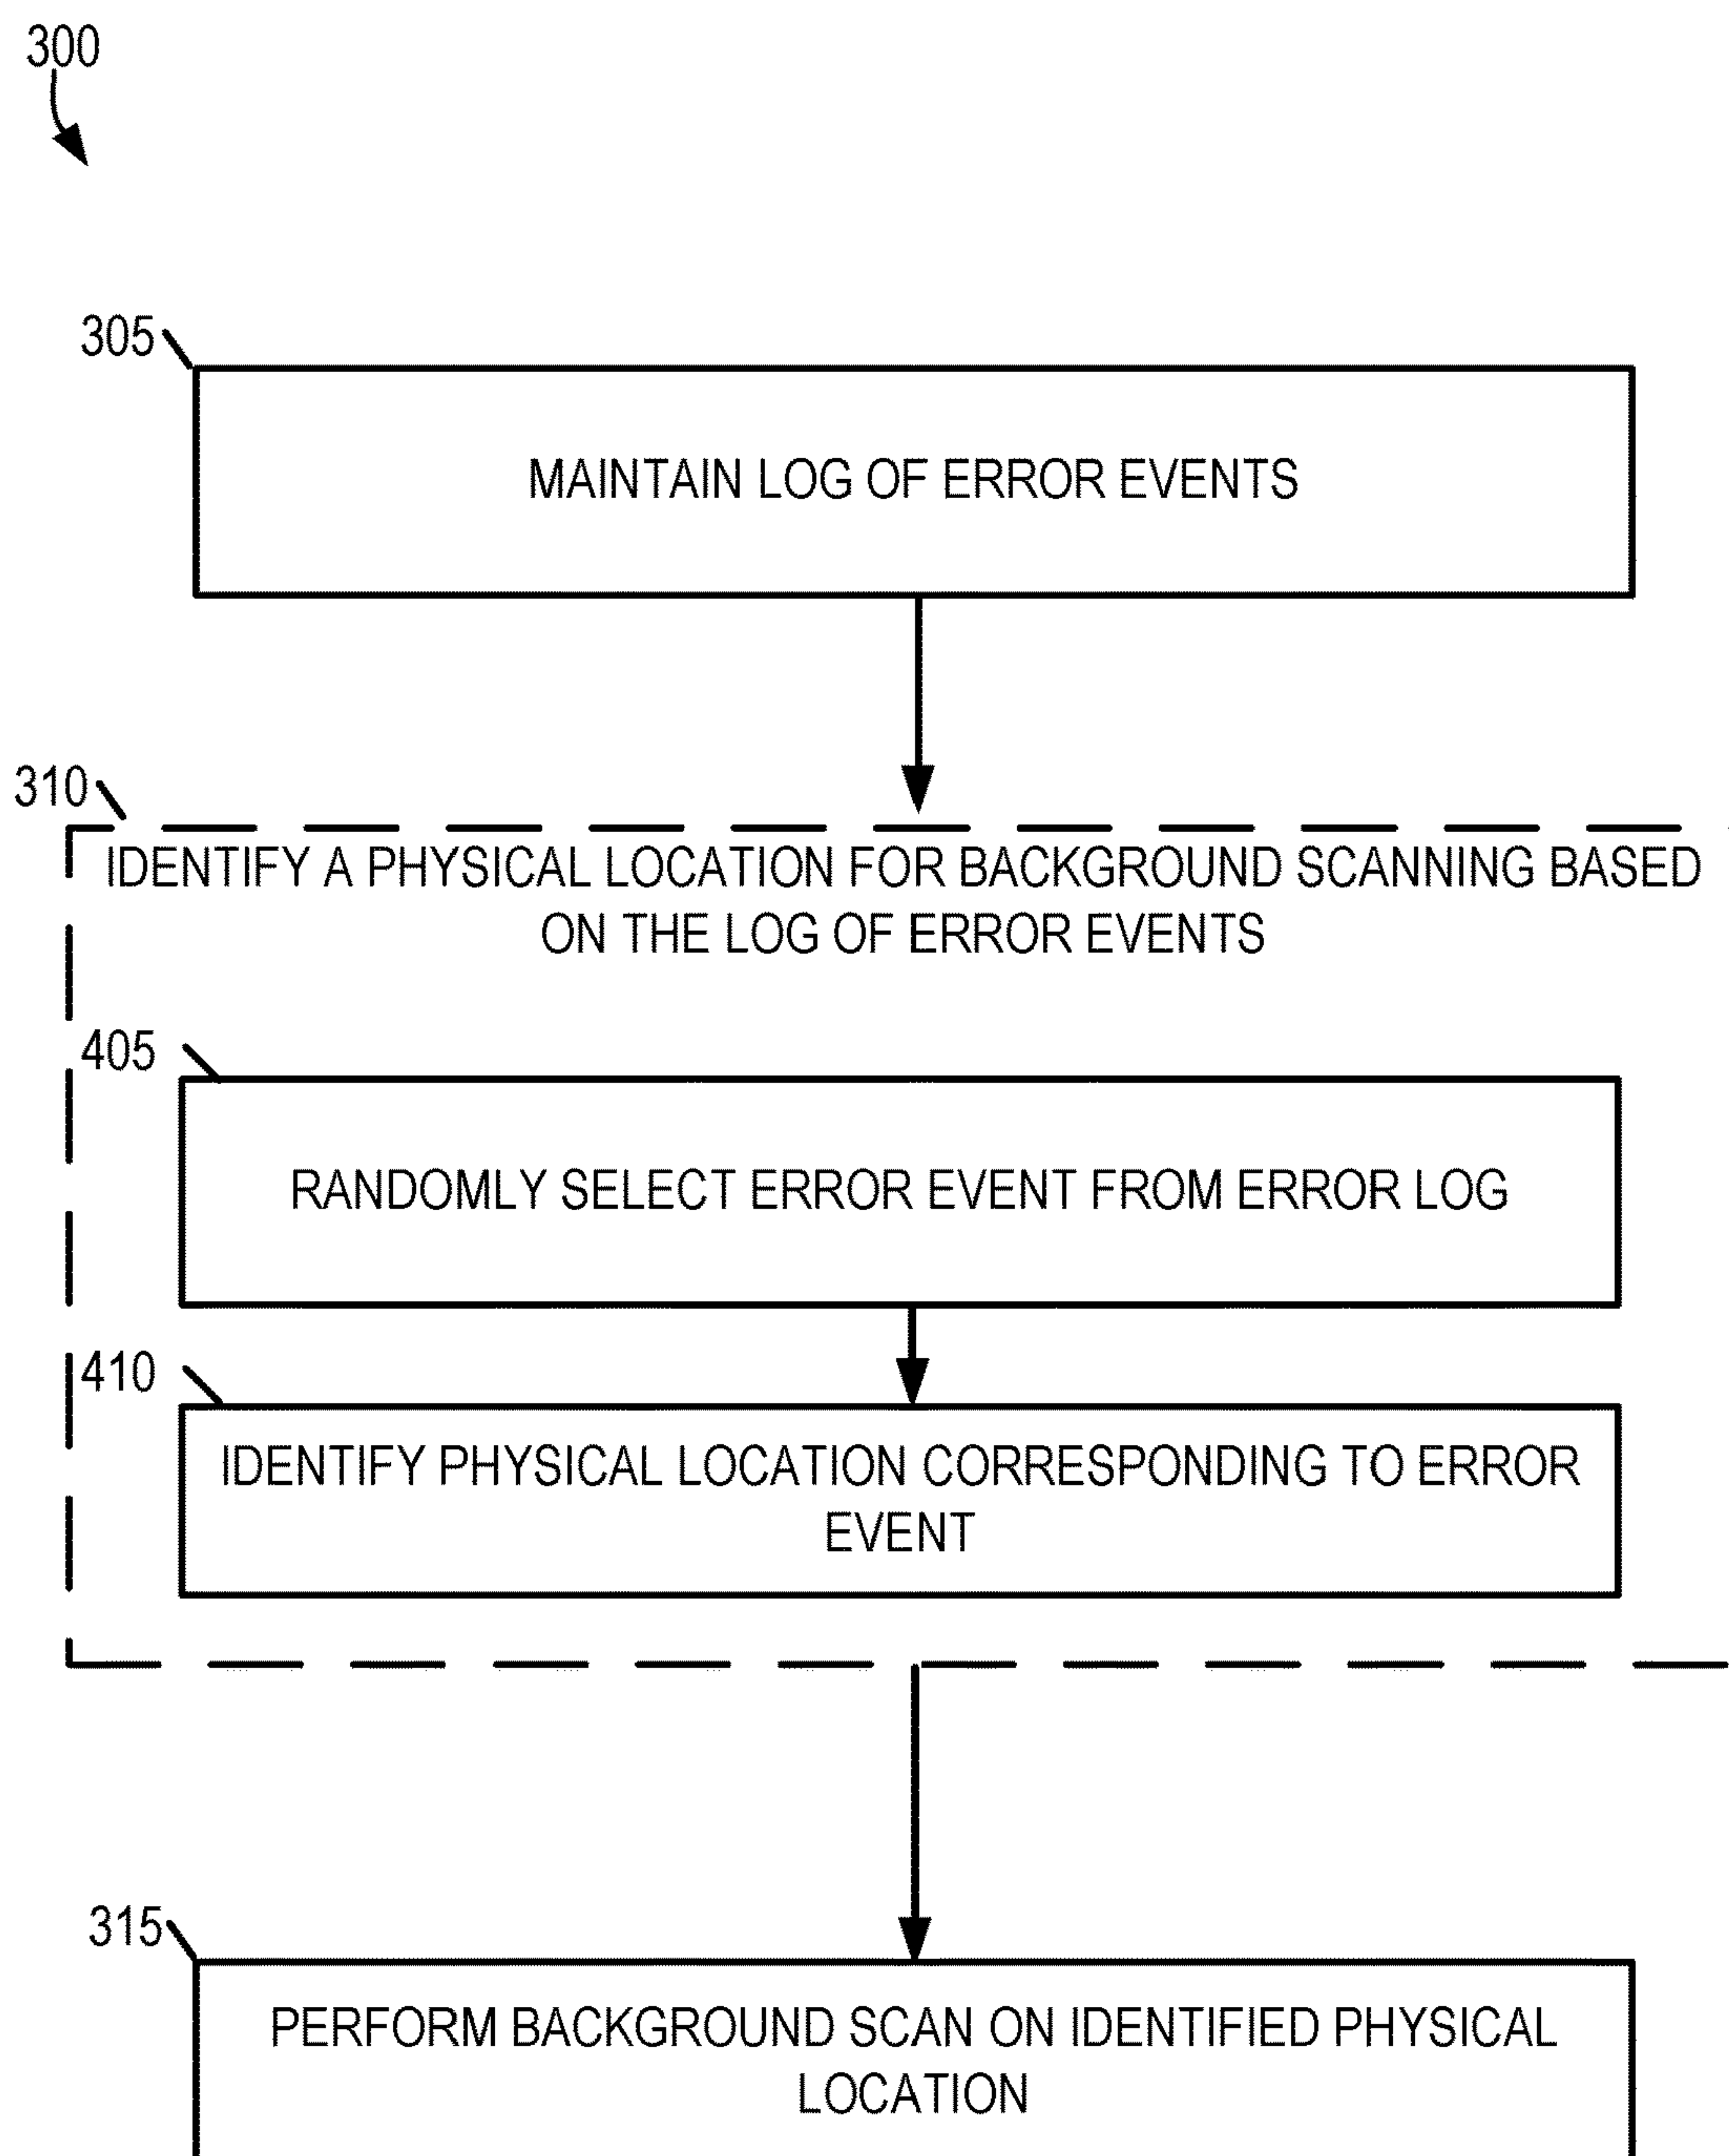 300
305
MAINTAIN LOG OF ERROR EVENTS
310
IDENTIFY A PHYSICAL LOCATION FOR BACKGROUND SCANNING BASED
ON THE LOG OF ERROR EVENTS
405
RANDOMLY SELECT ERROR EVENT FROM ERROR LOG
410
IDENTIFY PHYSICAL LOCATION CORRESPONDING TO ERROR
EVENT
315
PERFORM BACKGROUND SCAN ON IDENTIFIED PHYSICAL
LOCATION